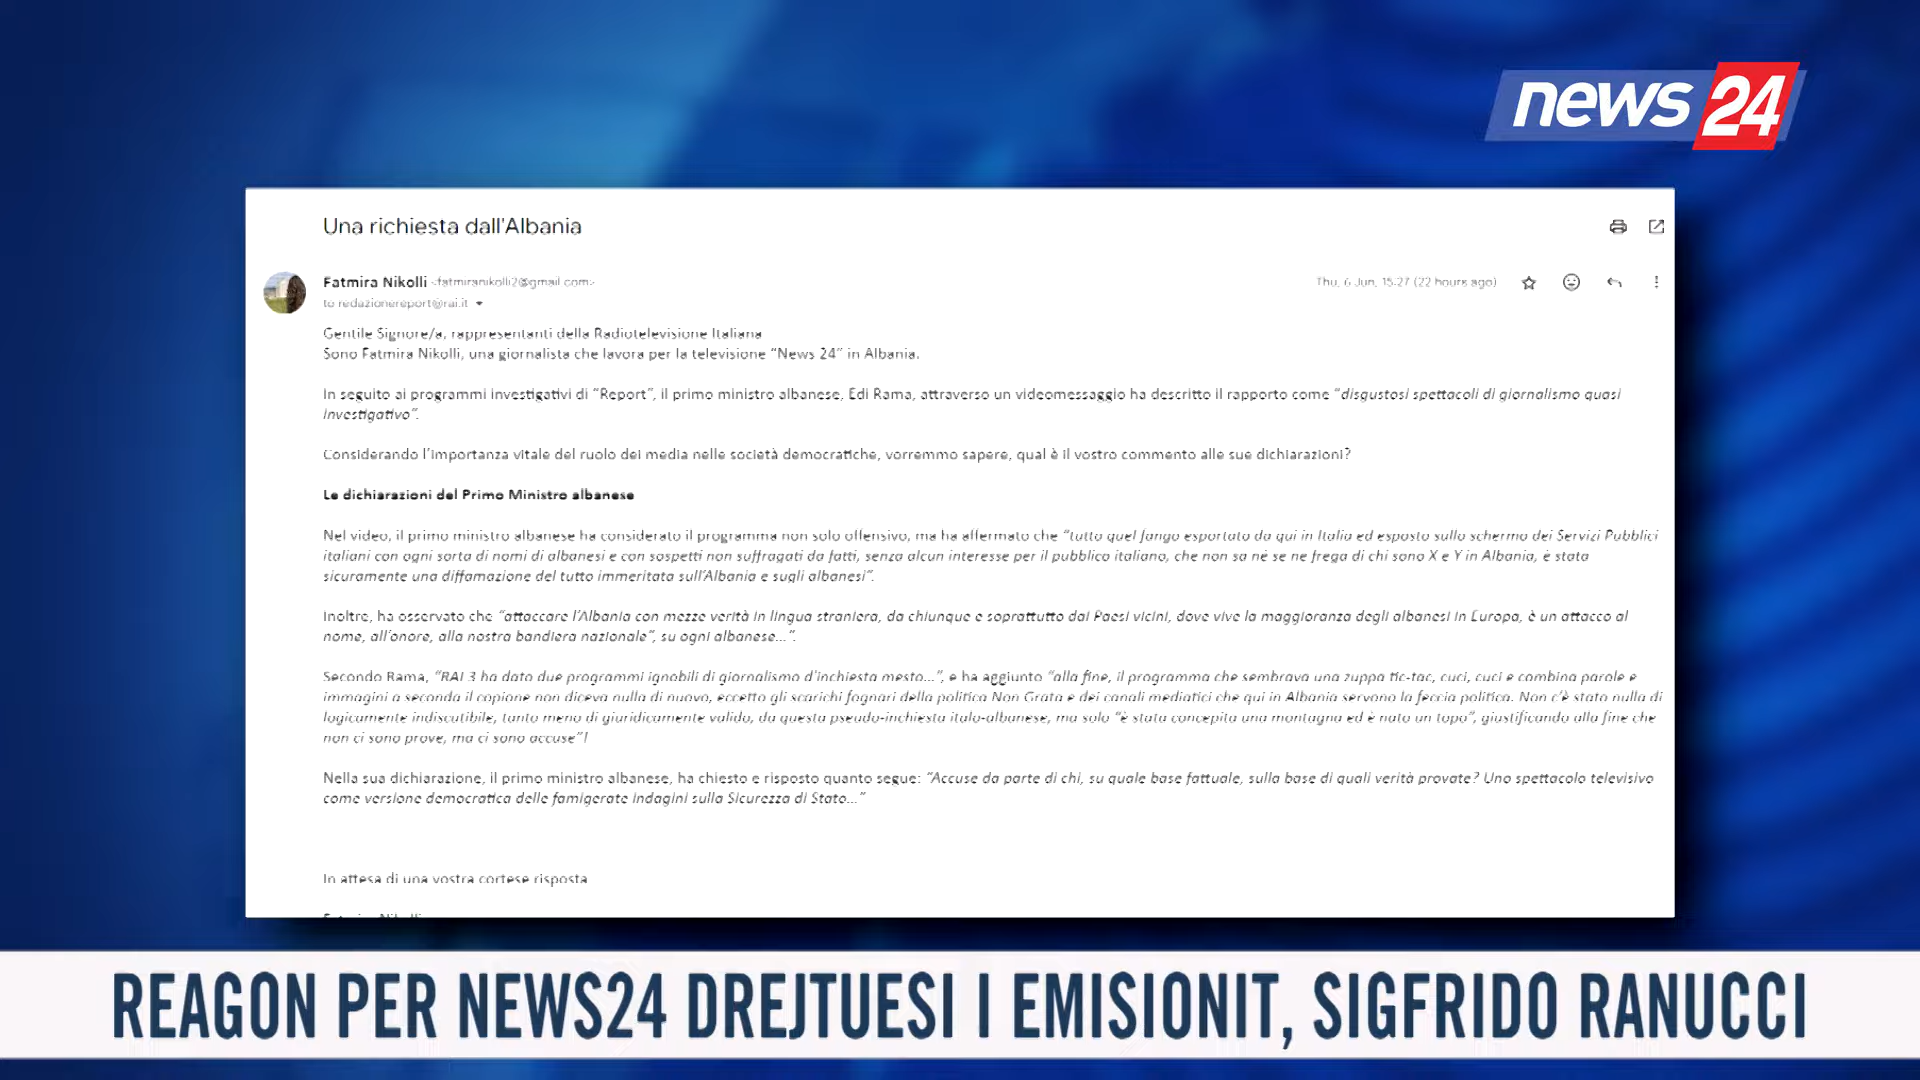 news 24
Una richiesta dall'Albania
Fatmira Nikolli <fatmiranikolli2@gmail.com>
Thu, 6 Jun, 15:27 (22 hours ago)
to redazionereport@rai.it
Gentile Signore/a, rappresentanti della Radiotelevisione Italiana
Sono Fatmira Nikolli, una giornalista che lavora per la televisione “News 24” in Albania.
In seguito ai programmi investigativi di “Report”, il primo ministro albanese, Edi Rama, attraverso un videomessaggio ha descritto il rapporto come “disgustosi spettacoli di giornalismo quasi
investigativo”.
Considerando l’importanza vitale del ruolo dei media nelle società democratiche, vorremmo sapere, qual è il vostro commento alle sue dichiarazioni?
Le dichiarazioni del Primo Ministro albanese
Nel video, il primo ministro albanese ha considerato il programma non solo offensivo, ma ha affermato che “tutto quel fango esportato da qui in Italia ed esposto sullo schermo dei Servizi Pubblici
italiani con ogni sorta di nomi di albanesi e con sospetti non suffragati da fatti, senza alcun interesse per il pubblico italiano, che non sa né se ne frega di chi sono X e Y in Albania, è stata
sicuramente una diffamazione del tutto immeritata sull’Albania e sugli albanesi”.
Inoltre, ha osservato che “attaccare l’Albania con mezze verità in lingua straniera, da chiunque e soprattutto dai Paesi vicini, dove vive la maggioranza degli albanesi in Europa, è un attacco al
nome, all’onore, alla nostra bandiera nazionale”, su ogni albanese...”.
Secondo Rama, “RAI 3 ha dato due programmi ignobili di giornalismo d’inchiesta mesto...”, e ha aggiunto “alla fine, il programma che sembrava una zuppa tic-tac, cuci, cuci e combina parole e
immagini a seconda il copione non diceva nulla di nuovo, eccetto gli scarichi fognari della politica Non Grata e dei canali mediatici che qui in Albania servono la feccia politica. Non c’è stato nulla di
logicamente indiscutibile, tanto meno di giuridicamente valido, da questa pseudo-inchiesta italo-albanese, ma solo “è stata concepita una montagna ed è nato un topo”, giustificando alla fine che
non ci sono prove, ma ci sono accuse”!
Nella sua dichiarazione, il primo ministro albanese, ha chiesto e risposto quanto segue: “Accuse da parte di chi, su quale base fattuale, sulla base di quali verità provate? Uno spettacolo televisivo
come versione democratica delle famigerate indagini sulla Sicurezza di Stato...”
In attesa di una vostra cortese risposta
Fatmira Nikolli
REAGON PER NEWS24 DREJTUESI I EMISIONIT, SIGFRIDO RANUCCI